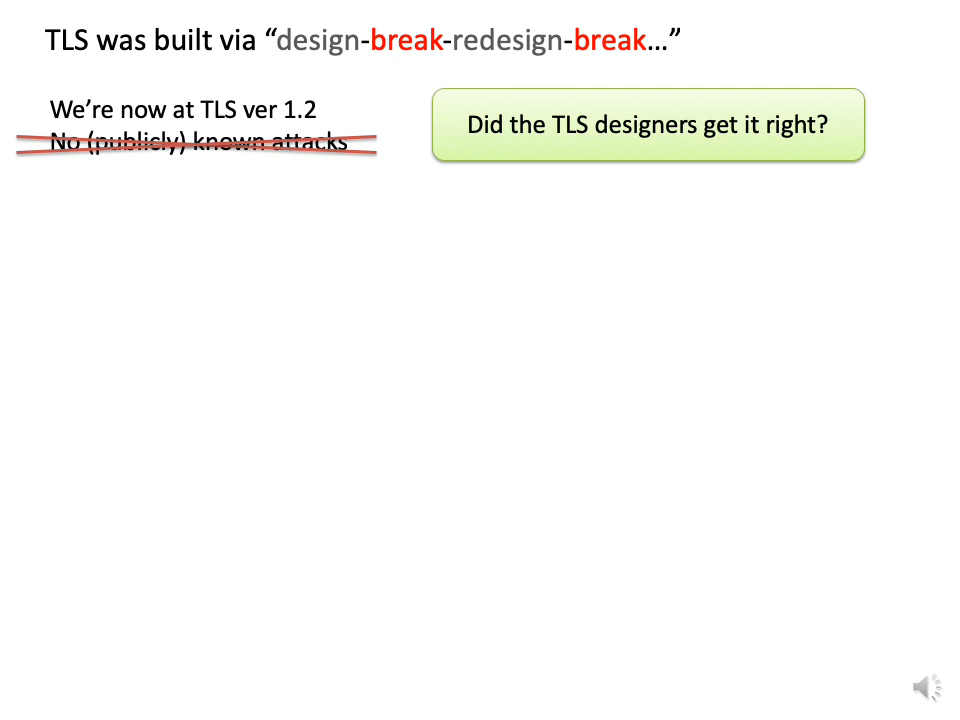 TLS was built via “design-break-redesign-break…”
We’re now at TLS ver 1.2
No (publicly) known attacks
Did the TLS designers get it right?